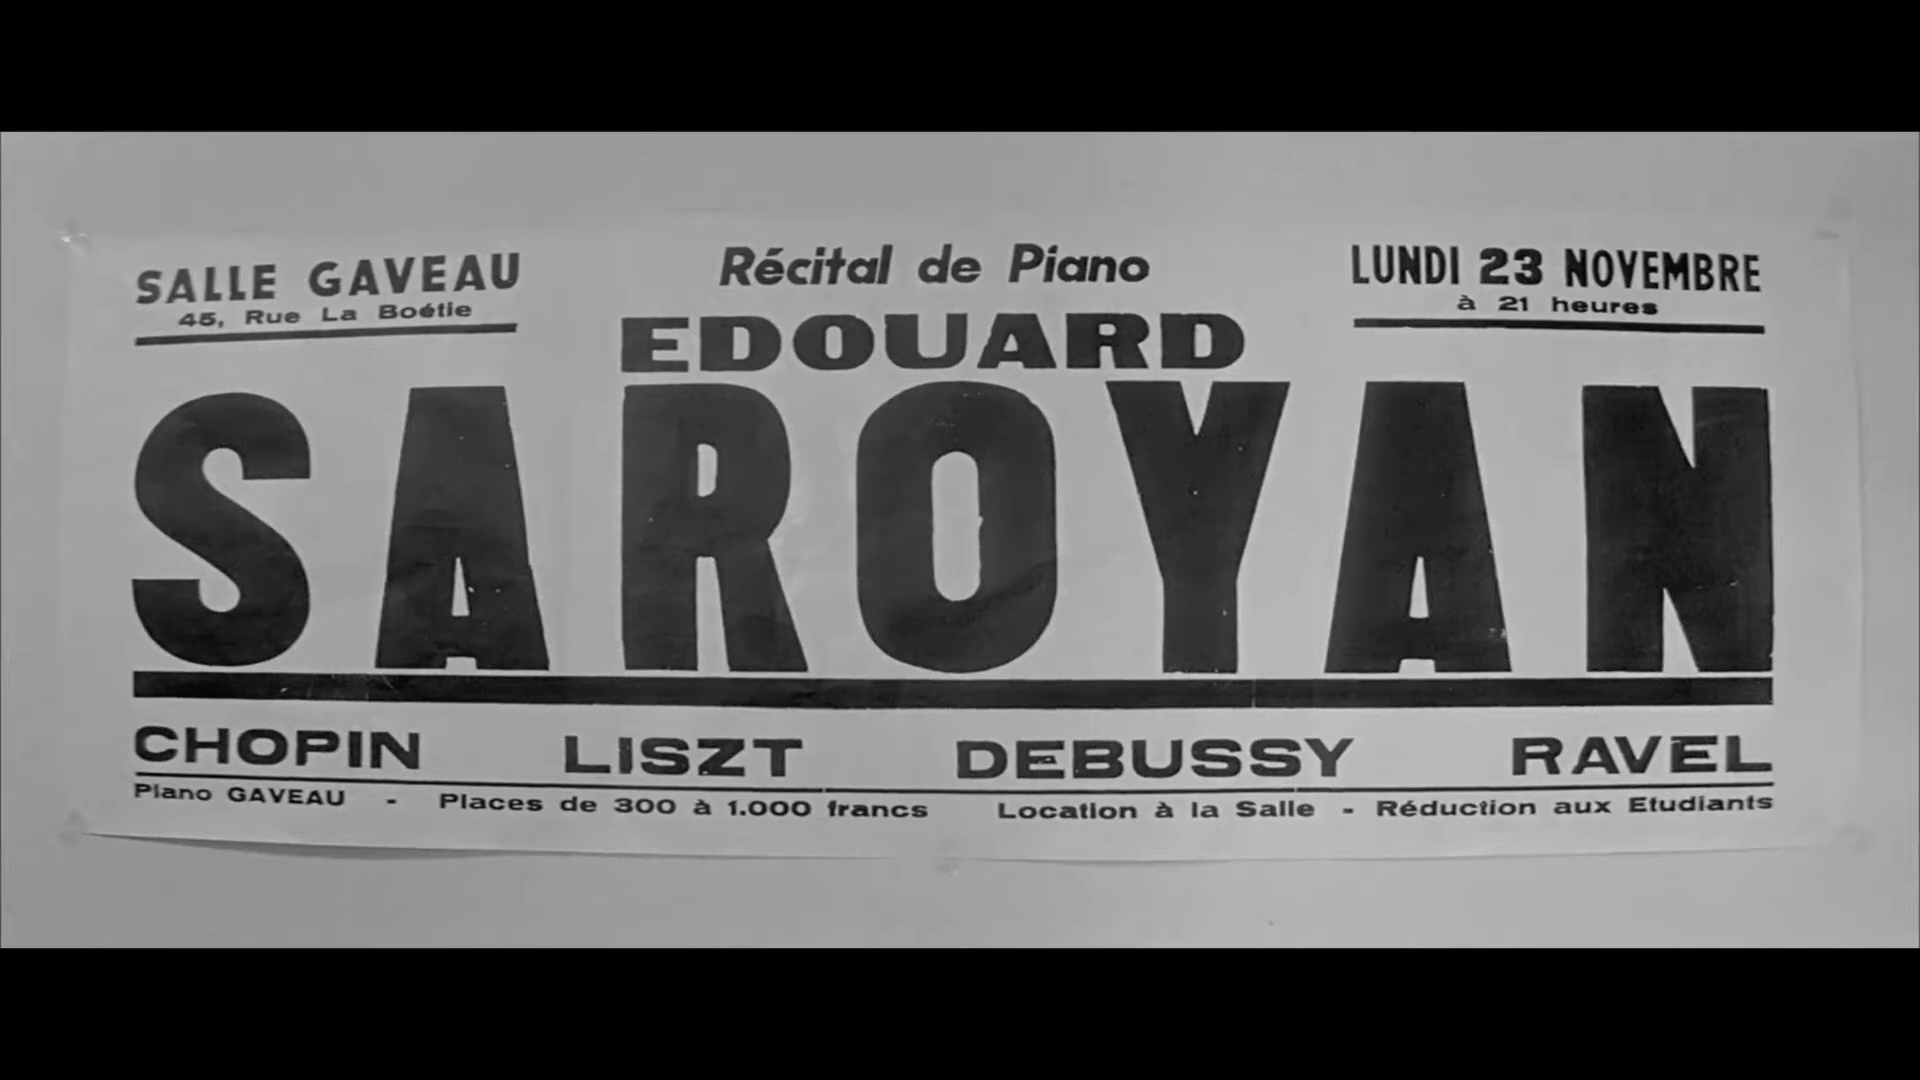 SALLE GAVEAU
45, Rue La Boétie
Récital de Piano
LUNDI 23 NOVEMBRE
à 21 heures
EDOUARD
SAROYAN
CHOPIN LISZT DEBUSSY RAVEL
Piano GAVEAU - Places de 300 à 1.000 francs Location à la Salle - Réduction aux Etudiants